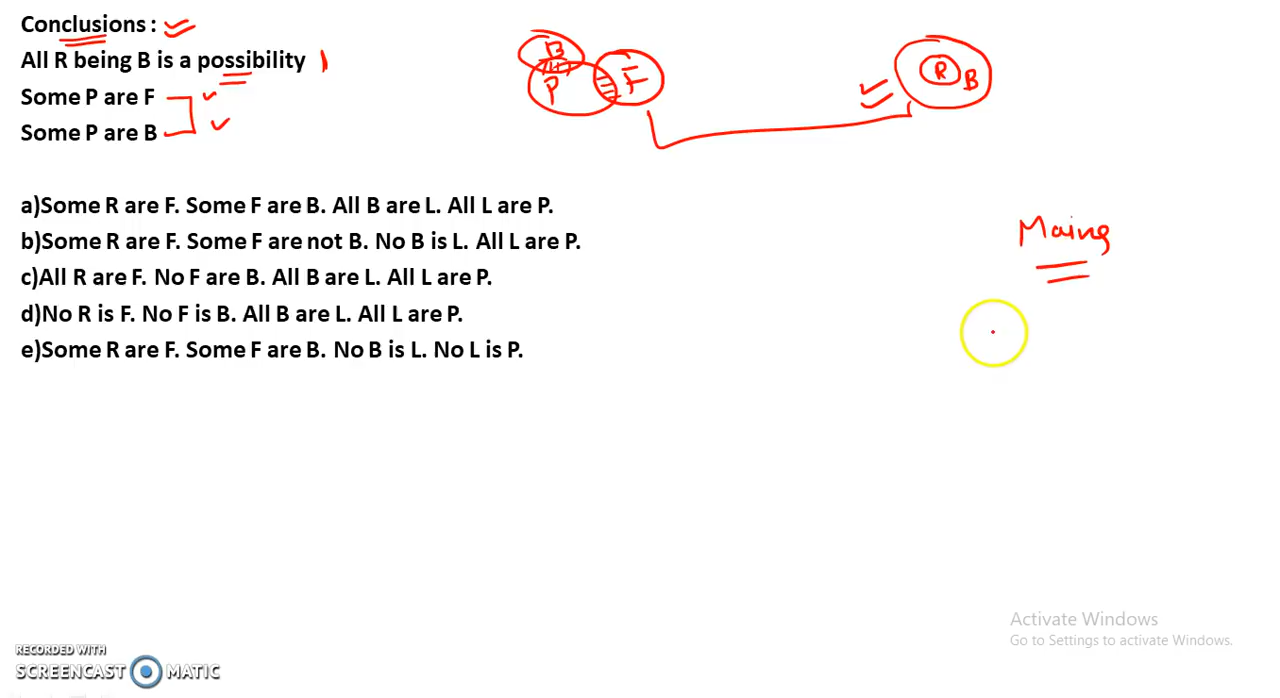 Conclusions :
All R being B is a possibility
Some P are F
Some P are B
B
P
F
R
B
a)Some R are F. Some F are B. All B are L. All L are P.
b)Some R are F. Some F are not B. No B is L. All L are P.
c)All R are F. No F are B. All B are L. All L are P.
d)No R is F. No F is B. All B are L. All L are P.
e)Some R are F. Some F are B. No B is L. No L is P.
Mains
Activate Windows
Go to Settings to activate Windows.
RECORDED WITH
SCREENCAST MATIC